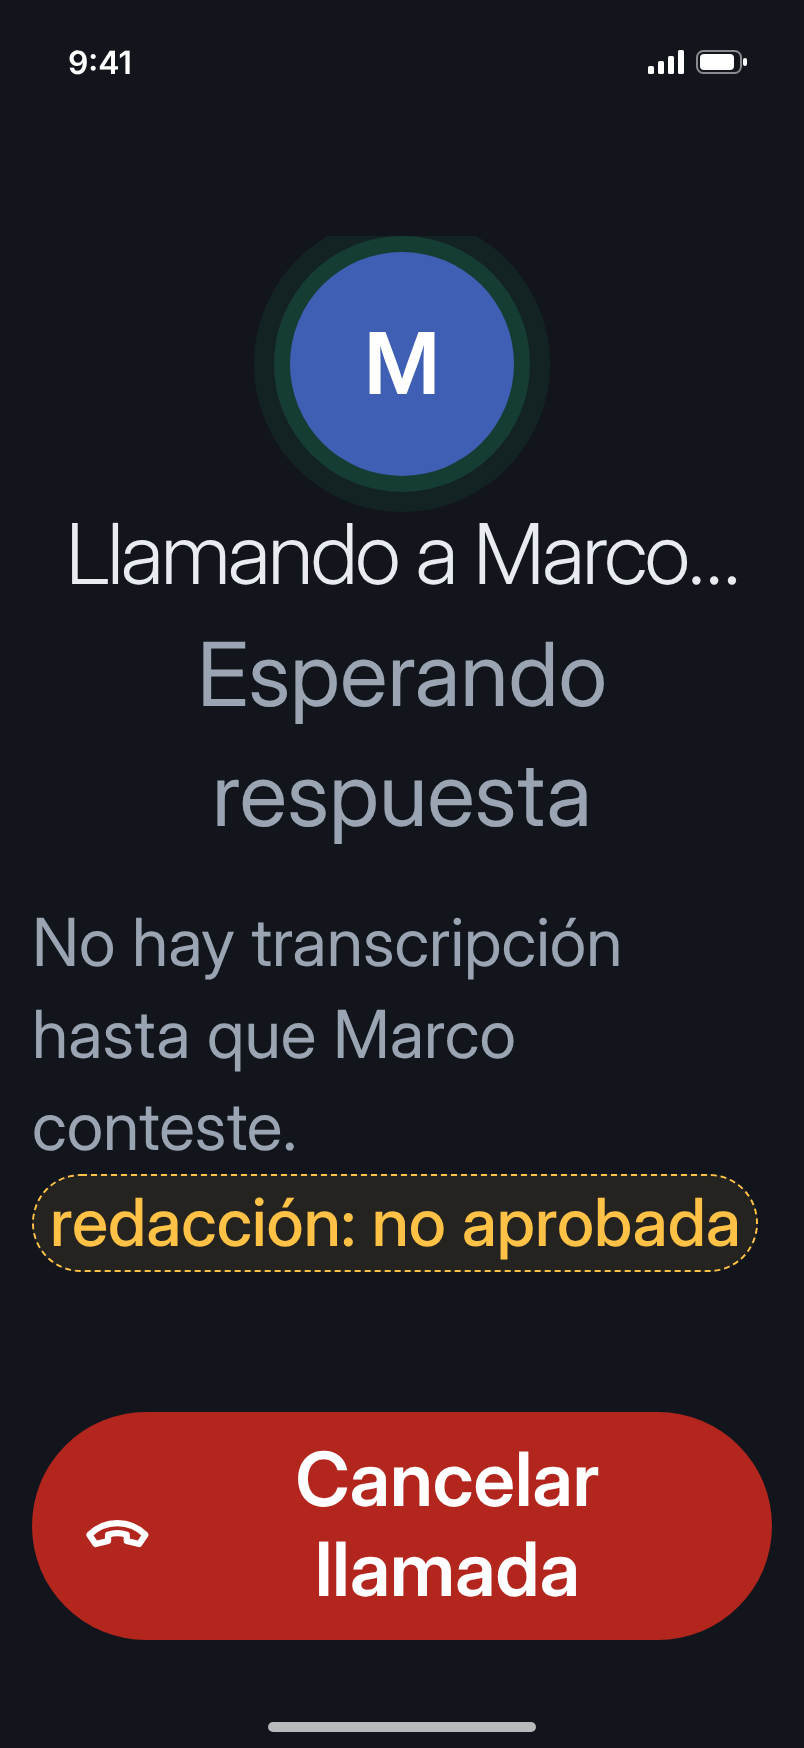 9:41
M
Llamando a Marco...
Esperando
respuesta
No hay transcripción
hasta que Marco
conteste.
redacción: no aprobada
Cancelar
llamada